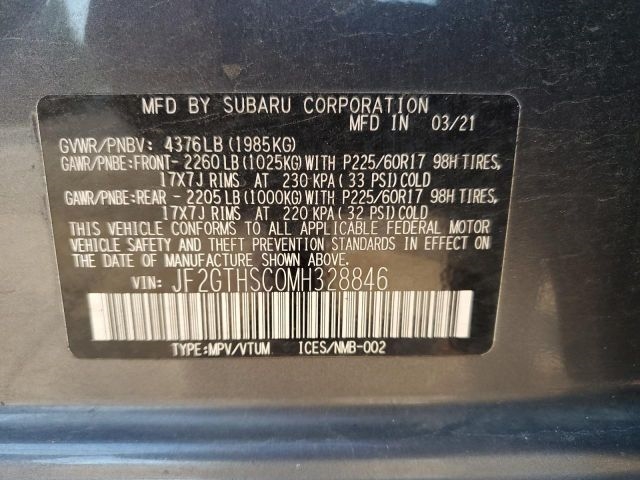 MFD BY SUBARU CORPORATION
MFD IN 03/21
GVWR/PNBV: 4376LB (1985KG)
GAWR/PNBE:FRONT- 2260LB (1025KG) WITH P225/60R17 98H TIRES,
17X7J RIMS AT 230 KPA (33 PSI) COLD
GAWR/PNBE:REAR - 2205LB (1000KG) WITH P225/60R17 98H TIRES,
17X7J RIMS AT 220 KPA (32 PSI) COLD
THIS VEHICLE CONFORMS TO ALL APPLICABLE FEDERAL MOTOR
VEHICLE SAFETY AND THEFT PREVENTION STANDARDS IN EFFECT ON
THE DATE OF MANUFACTURE SHOWN ABOVE.
VIN: JF2GTHSC0MH328846
TYPE:MPV/VTUM ICES/NMB-002